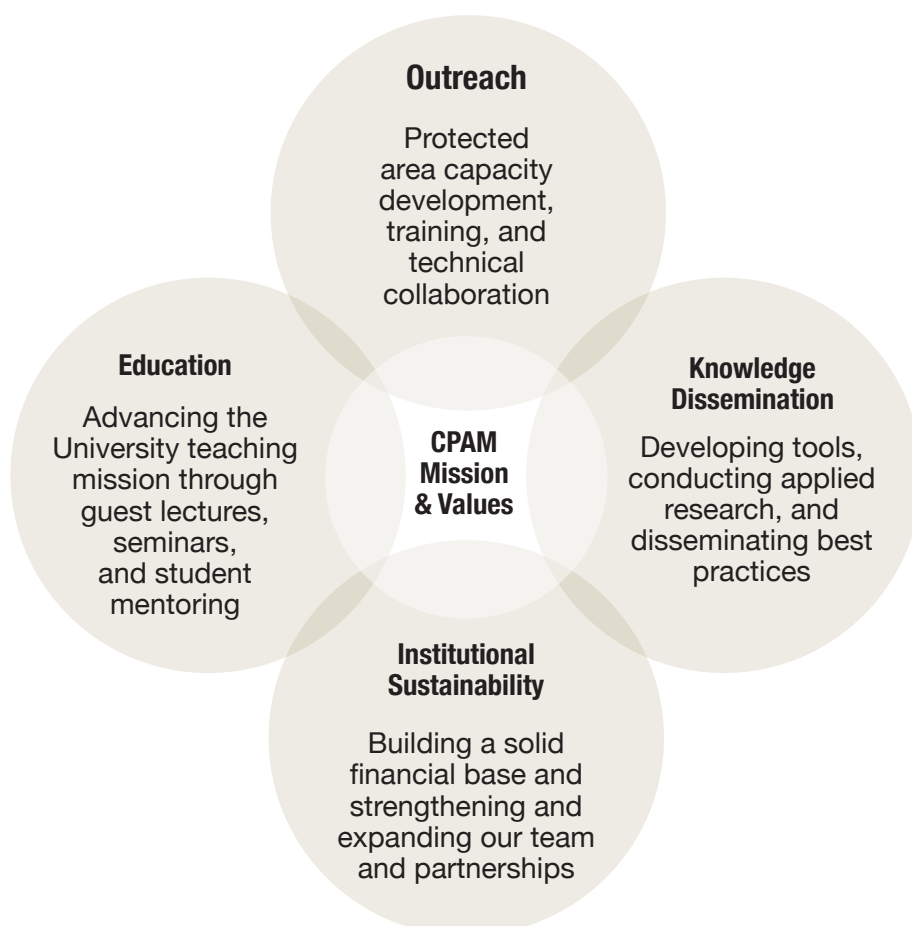 Outreach
Protected
area capacity
development,
training, and
technical
collaboration
Education
Advancing the
University teaching
mission through
guest lectures,
seminars,
and student
mentoring
CPAM
Mission
& Values
Knowledge
Dissemination
Developing tools,
conducting applied
research, and
disseminating best
practices
Institutional
Sustainability
Building a solid
financial base and
strengthening and
expanding our team
and partnerships